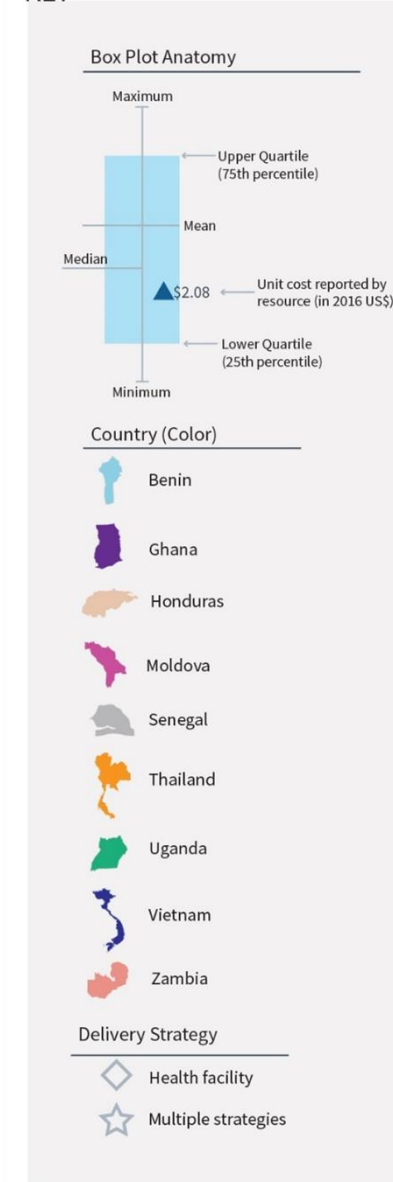 Box Plot Anatomy
Maximum
Upper Quartile
(75th percentile)
Mean
Median
$2.08
Unit cost reported by
resource (in 2016 US$)
Lower Quartile
(25th percentile)
Minimum
Country (Color)
Benin
Ghana
Honduras
Moldova
Senegal
Thailand
Uganda
Vietnam
Zambia
Delivery Strategy
Health facility
Multiple strategies